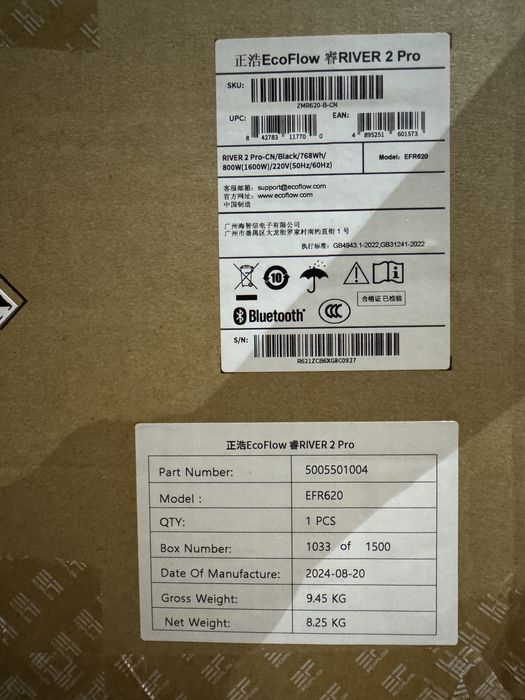 正浩EcoFlow 睿RIVER 2 Pro
SKU:
ZMR620-B-CN
UPC:
8 42783 11770 0
EAN:
4 895251 601573
RIVER 2 Pro-CN/Black/768Wh/
800W(1600W)/220V(50Hz/60Hz)
Model: EFR620
客服邮箱: support@ecoflow.com
官方网址: www.ecoflow.com
中国制造
广州海智信电子有限公司
广州市番禺区大龙街罗家村南约直街 1 号
执行标准: GB4943.1-2022,GB31241-2022
10
合格证 已检验
Bluetooth®
CCC
S/N:
R621ZCB6XG8C0927
正浩EcoFlow 睿RIVER 2 Pro
Part Number: 5005501004
Model : EFR620
QTY: 1 PCS
Box Number: 1033 of 1500
Date Of Manufacture: 2024-08-20
Gross Weight: 9.45 KG
Net Weight: 8.25 KG